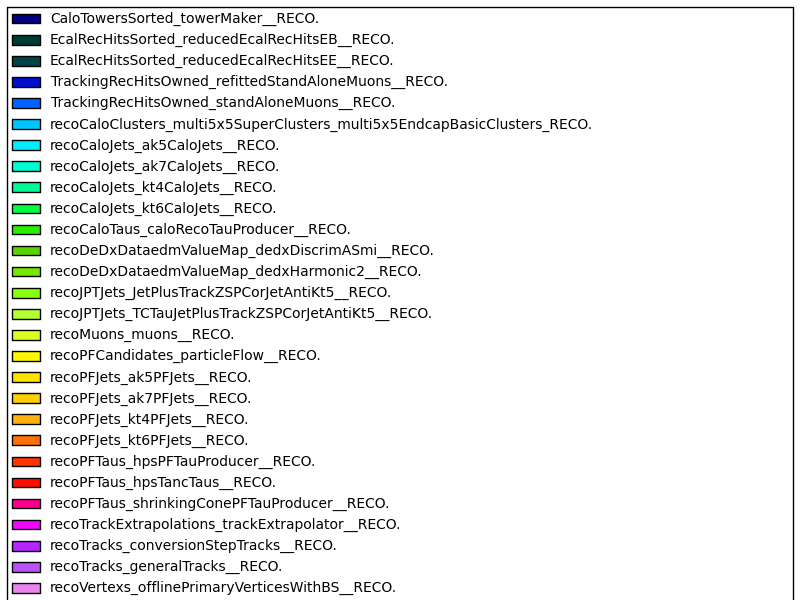 CaloTowersSorted_towerMaker__RECO.
EcalRecHitsSorted_reducedEcalRecHitsEB__RECO.
EcalRecHitsSorted_reducedEcalRecHitsEE__RECO.
TrackingRecHitsOwned_refittedStandAloneMuons__RECO.
TrackingRecHitsOwned_standAloneMuons__RECO.
recoCaloClusters_multi5x5SuperClusters_multi5x5EndcapBasicClusters_RECO.
recoCaloJets_ak5CaloJets__RECO.
recoCaloJets_ak7CaloJets__RECO.
recoCaloJets_kt4CaloJets__RECO.
recoCaloJets_kt6CaloJets__RECO.
recoCaloTaus_caloRecoTauProducer__RECO.
recoDeDxDataedmValueMap_dedxDiscrimASmi__RECO.
recoDeDxDataedmValueMap_dedxHarmonic2__RECO.
recoJPTJets_JetPlusTrackZSPCorJetAntiKt5__RECO.
recoJPTJets_TCTauJetPlusTrackZSPCorJetAntiKt5__RECO.
recoMuons_muons__RECO.
recoPFCandidates_particleFlow__RECO.
recoPFJets_ak5PFJets__RECO.
recoPFJets_ak7PFJets__RECO.
recoPFJets_kt4PFJets__RECO.
recoPFJets_kt6PFJets__RECO.
recoPFTaus_hpsPFTauProducer__RECO.
recoPFTaus_hpsTancTaus__RECO.
recoPFTaus_shrinkingConePFTauProducer__RECO.
recoTrackExtrapolations_trackExtrapolator__RECO.
recoTracks_conversionStepTracks__RECO.
recoTracks_generalTracks__RECO.
recoVertexs_offlinePrimaryVerticesWithBS__RECO.